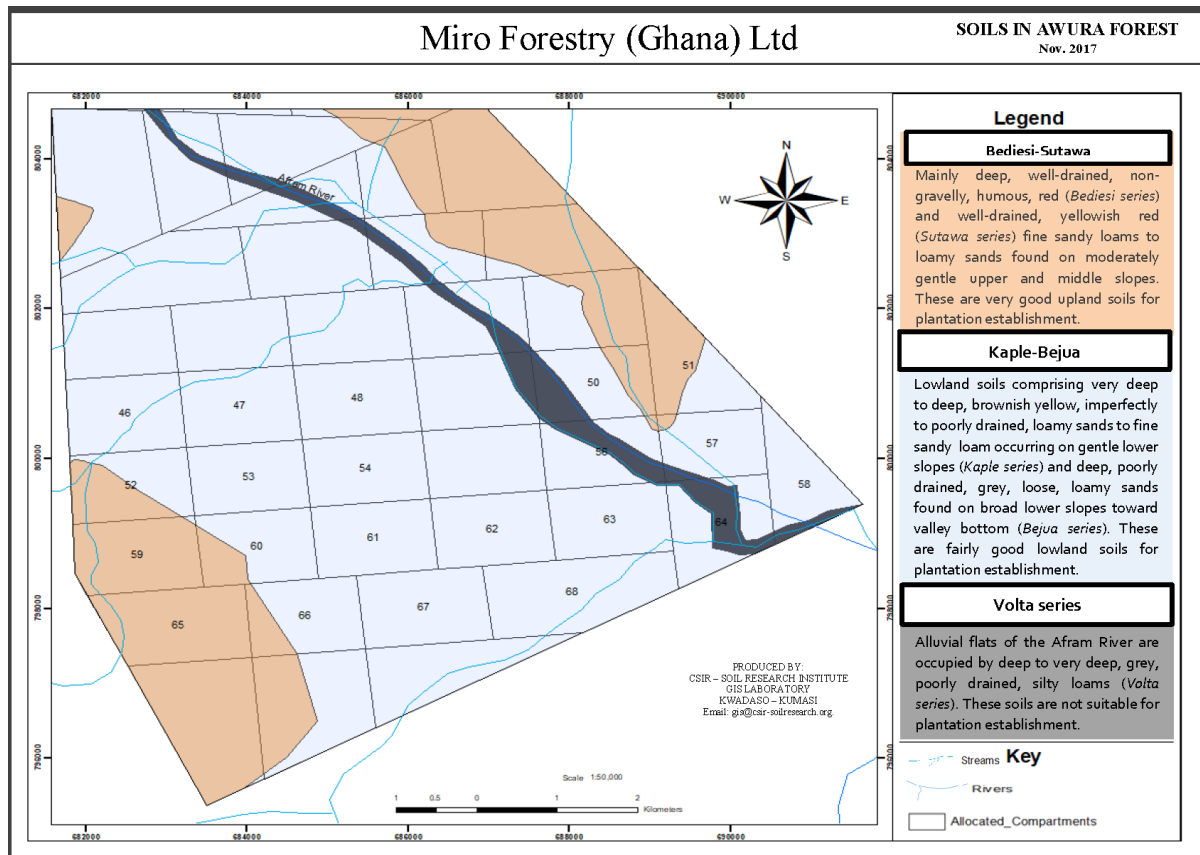 Miro Forestry (Ghana) Ltd
SOILS IN AWURA FOREST
Nov. 2017
682000
684000
686000
688000
690000
804000
804000
802000
802000
800000
800000
798000
798000
796000
796000
682000
684000
686000
688000
690000
N
W
E
S
Afram River
46
47
48
50
51
52
53
54
56
57
58
59
60
61
62
63
64
65
66
67
68
PRODUCED BY:
CSIR – SOIL RESEARCH INSTITUTE
GIS LABORATORY
KWADASO – KUMASI
Email: gis@csir-soilresearch.org.
Scale 1:50,000
1 0.5 0 1 2
Kilometers
Legend
Bediesi-Sutawa
Mainly deep, well-drained, non-
gravelly, humous, red (Bediesi series)
and well-drained, yellowish red
(Sutawa series) fine sandy loams to
loamy sands found on moderately
gentle upper and middle slopes.
These are very good upland soils for
plantation establishment.
Kaple-Bejua
Lowland soils comprising very deep
to deep, brownish yellow, imperfectly
to poorly drained, loamy sands to fine
sandy loam occurring on gentle lower
slopes (Kaple series) and deep, poorly
drained, grey, loose, loamy sands
found on broad lower slopes toward
valley bottom (Bejua series). These
are fairly good lowland soils for
plantation establishment.
Volta series
Alluvial flats of the Afram River are
occupied by deep to very deep, grey,
poorly drained, silty loams (Volta
series). These soils are not suitable for
plantation establishment.
Streams Key
Rivers
Allocated_Compartments